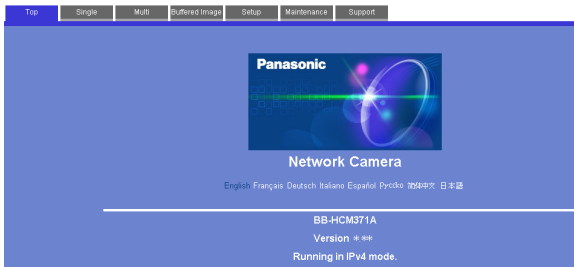 Top Single Multi Buffered Image Setup Maintenance Support
Panasonic
Network Camera
English Français Deutsch Italiano Español Русско 简体中文 日本語
BB-HCM371A
Version ***
Running in IPv4 mode.